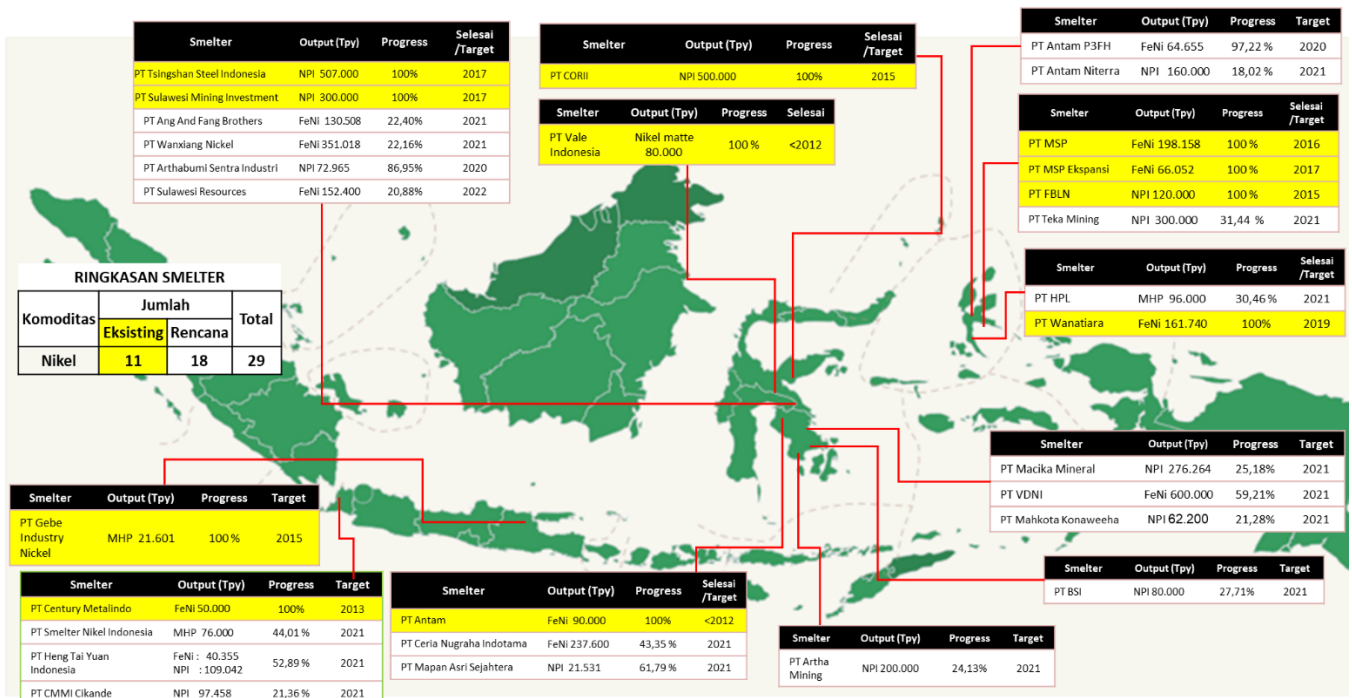 Smelter Output (Tpy) Progress Selesai /Target
PT Tsingshan Steel Indonesia NPI 507.000 100% 2017
PT Sulawesi Mining Investment NPI 300.000 100% 2017
PT Ang And Fang Brothers FeNi 130.508 22,40% 2021
PT Wanxiang Nickel FeNi 351.018 22,16% 2021
PT Arthabumi Sentra Industri NPI 72.965 86,95% 2020
PT Sulawesi Resources FeNi 152.400 20,88% 2022
Smelter Output (Tpy) Progress Selesai /Target
PT CORII NPI 500.000 100% 2015
Smelter Output (Tpy) Progress Selesai
PT Vale Indonesia Nikel matte 80.000 100 % <2012
Smelter Output (Tpy) Progress Target
PT Antam P3FH FeNi 64.655 97,22 % 2020
PT Antam Niterra NPI 160.000 18,02 % 2021
Smelter Output (Tpy) Progress Selesai /Target
PT MSP FeNi 198.158 100 % 2016
PT MSP Ekspansi FeNi 66.052 100 % 2017
PT FBLN NPI 120.000 100 % 2015
PT Teka Mining NPI 300.000 31,44 % 2021
Smelter Output (Tpy) Progress Selesai /Target
PT HPL MHP 96.000 30,46 % 2021
PT Wanatiara FeNi 161.740 100% 2019
RINGKASAN SMELTER
Komoditas Jumlah Total
Eksisting Rencana
Nikel 11 18 29
Smelter Output (Tpy) Progress Target
PT Macika Mineral NPI 276.264 25,18% 2021
PT VDNI FeNi 600.000 59,21% 2021
PT Mahkota Konaweeha NPI 62.200 21,28% 2021
Smelter Output (Tpy) Progress Target
PT Gebe Industry Nickel MHP 21.601 100 % 2015
Smelter Output (Tpy) Progress Target
PT BSI NPI 80.000 27,71% 2021
Smelter Output (Tpy) Progress Target
PT Century Metalindo FeNi 50.000 100% 2013
PT Smelter Nikel Indonesia MHP 76.000 44,01 % 2021
PT Heng Tai Yuan Indonesia FeNi : 40.355 NPI : 109.042 52,89 % 2021
PT CMMI Cikande NPI 97.458 21,36 % 2021
Smelter Output (Tpy) Progress Selesai /Target
PT Antam FeNi 90.000 100% <2012
PT Ceria Nugraha Indotama FeNi 237.600 43,35 % 2021
PT Mapan Asri Sejahtera NPI 21.531 61,79 % 2021
Smelter Output (Tpy) Progress Target
PT Artha Mining NPI 200.000 24,13% 2021